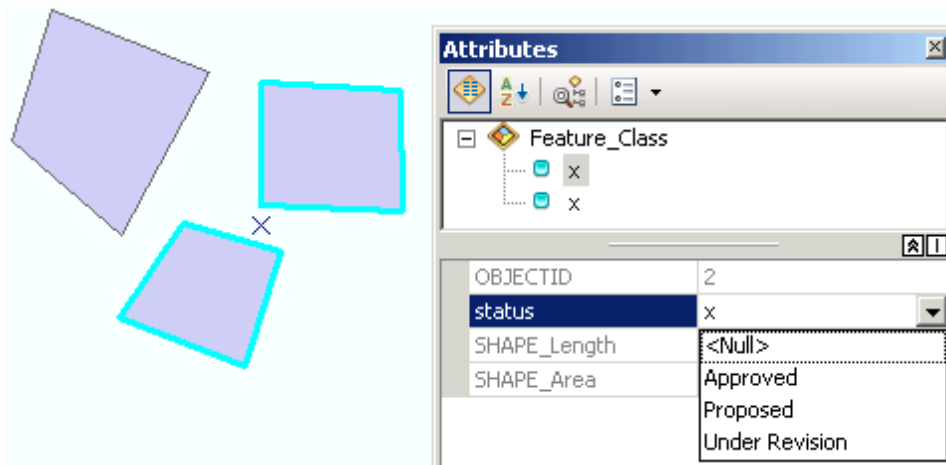 Attributes
Feature_Class
x
x
OBJECTID 2
status x
SHAPE_Length
SHAPE_Area
<Null>
Approved
Proposed
Under Revision